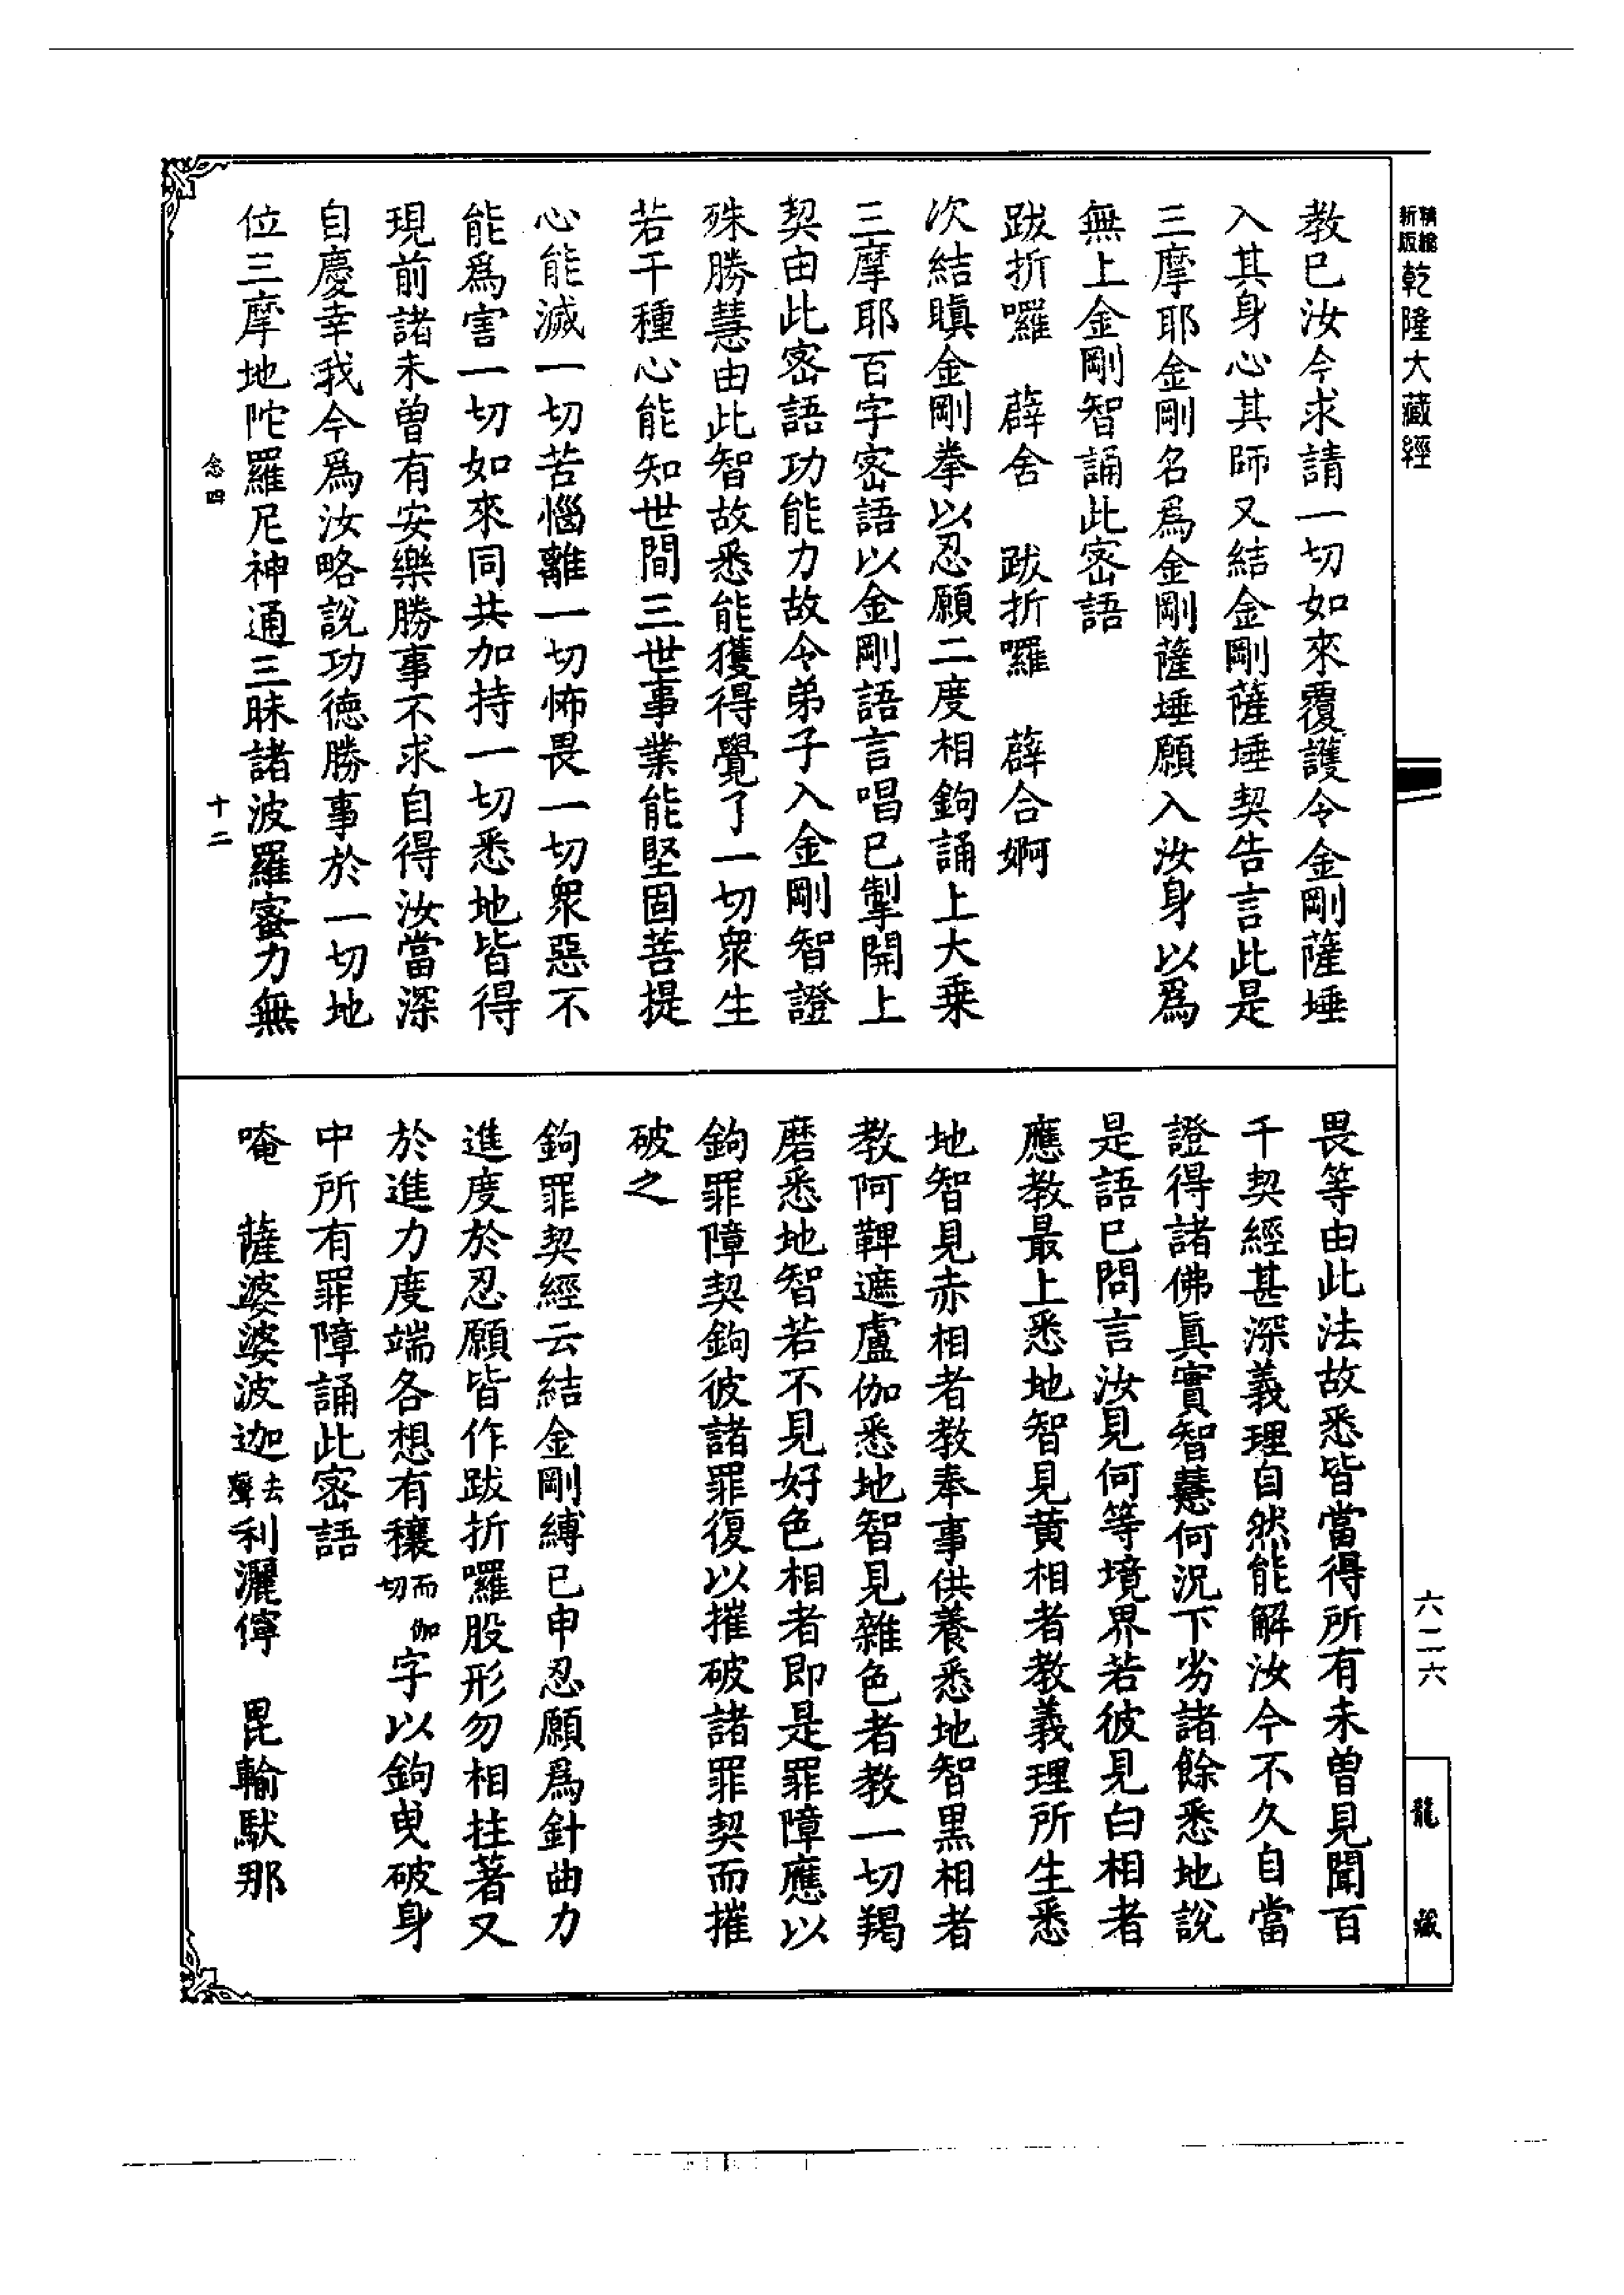 精縮
新版
乾隆大藏經
教已汝今求請一切如來覆護令金剛薩埵
入其身心其師又結金剛薩埵契告言此是
三摩耶金剛名爲金剛薩埵願入汝身以爲
無上金剛智誦此密語
跋折囉　薜舍　跋折囉　薜合婀
次結瞋金剛拳以忍願二度相鉤誦上大乗
三摩耶百字密語以金剛語言唱已掣開上
契由此密語功能力故令弟子入金剛智證
殊勝慧由此智故悉能獲得覺了一切衆生
若干種心能知世間三世事業能堅固菩提
心能滅一切苦惱離一切怖畏一切衆惡不
能爲害一切如來同共加持一切悉地皆得
現前諸未曾有安樂勝事不求自得汝當深
自慶幸我今爲汝略說功德勝事於一切地
位三摩地陀羅尼神通三昧諸波羅蜜力無
念四　十二
畏等由此法故悉皆當得所有未曾見聞百
千契經甚深義理自然能解汝今不久自當
證得諸佛眞實智慧何況下劣諸餘悉地說
是語已問言汝見何等境界若彼見白相者
應教最上悉地智見黄相者教義理所生悉
地智見赤相者教奉事供養悉地智黒相者
教阿鞞遮盧伽悉地智見雜色者教一切羯
磨悉地智若不見好色相者即是罪障應以
鉤罪障契鉤彼諸罪復以摧破諸罪契而摧
破之
鉤罪契經云結金剛縛已申忍願爲針曲力
進度於忍願皆作跋折囉股形勿相拄著又
於進力度端各想有穰而伽切字以鉤曳破身
中所有罪障誦此密語
唵　薩婆婆波迦去聲利灑儜　毘輸馱那
六二六
龍藏